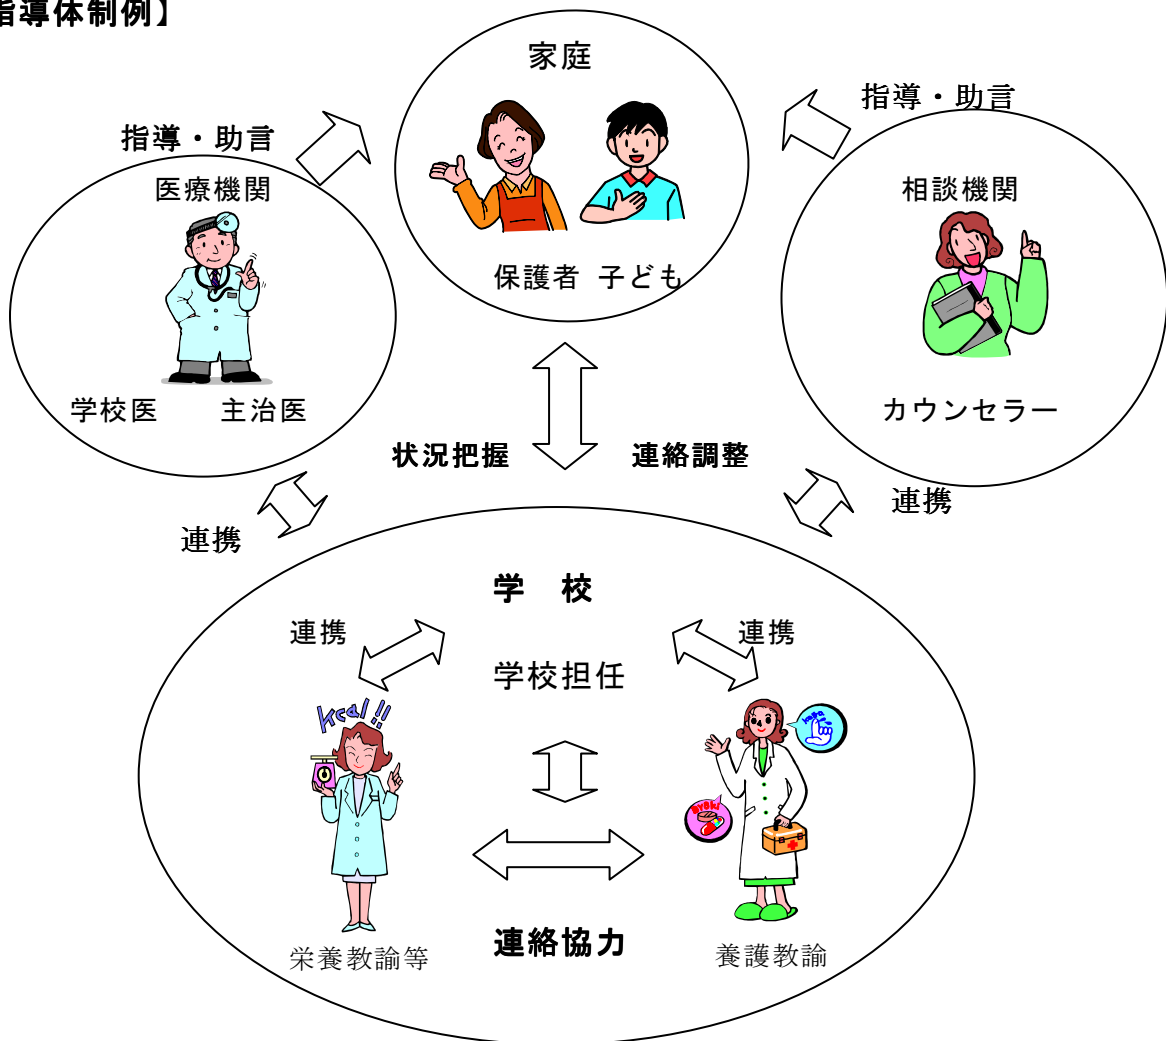 指導体制例】
家庭
指導・助言
指導・助言
医療機関
相談機関
保護者 子ども
学校医 主治医
カウンセラー
状況把握 連絡調整
連携
連携
学 校
連携
連携
学校担任
kcal!!
連絡協力
栄養教諭等
養護教諭